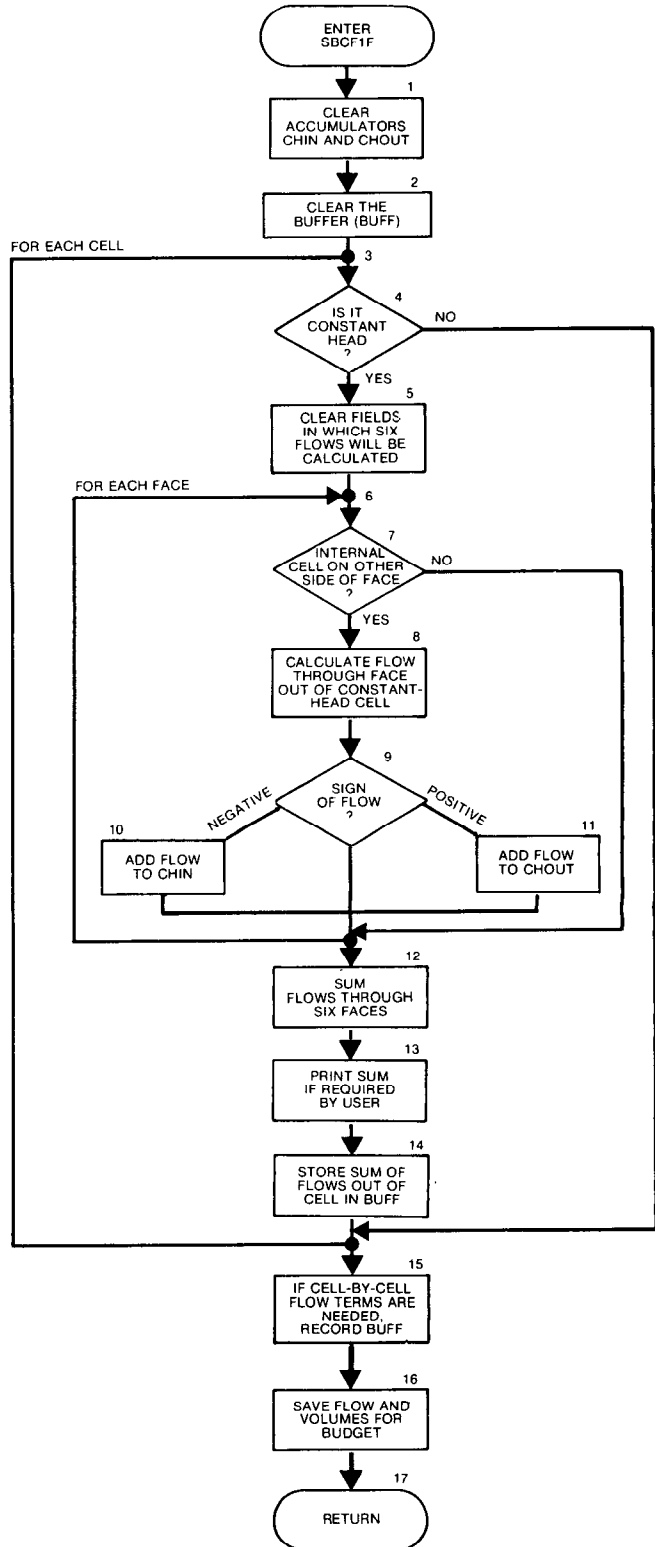 ENTER
SBCF1F
1
CLEAR
ACCUMULATORS
CHIN AND CHOUT
2
CLEAR THE
BUFFER (BUFF)
FOR EACH CELL
3
4
IS IT
CONSTANT
HEAD
?
NO
YES
5
CLEAR FIELDS
IN WHICH SIX
FLOWS WILL BE
CALCULATED
FOR EACH FACE
6
7
INTERNAL
CELL ON OTHER
SIDE OF FACE
?
NO
YES
8
CALCULATE FLOW
THROUGH FACE
OUT OF CONSTANT-
HEAD CELL
9
SIGN
OF FLOW
?
NEGATIVE
POSITIVE
10
ADD FLOW
TO CHIN
11
ADD FLOW
TO CHOUT
12
SUM
FLOWS THROUGH
SIX FACES
13
PRINT SUM
IF REQUIRED
BY USER
14
STORE SUM OF
FLOWS OUT OF
CELL IN BUFF
15
IF CELL-BY-CELL
FLOW TERMS ARE
NEEDED,
RECORD BUFF
16
SAVE FLOW AND
VOLUMES FOR
BUDGET
17
RETURN